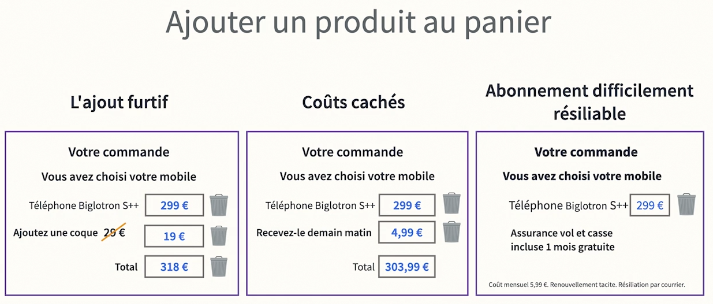 Ajouter un produit au panier
L'ajout furtif
Votre commande
Vous avez choisi votre mobile
Téléphone Biglotron S++ 299 €
Ajoutez une coque 29 € 19 €
Total 318 €
Coûts cachés
Votre commande
Vous avez choisi votre mobile
Téléphone Biglotron S++ 299 €
Recevez-le demain matin 4,99 €
Total 303,99 €
Abonnement difficilement
résiliable
Votre commande
Vous avez choisi votre mobile
Téléphone Biglotron S++ 299 €
Assurance vol et casse
incluse 1 mois gratuite
Coût mensuel 5,99 €. Renouvellement tacite. Résiliation par courrier.